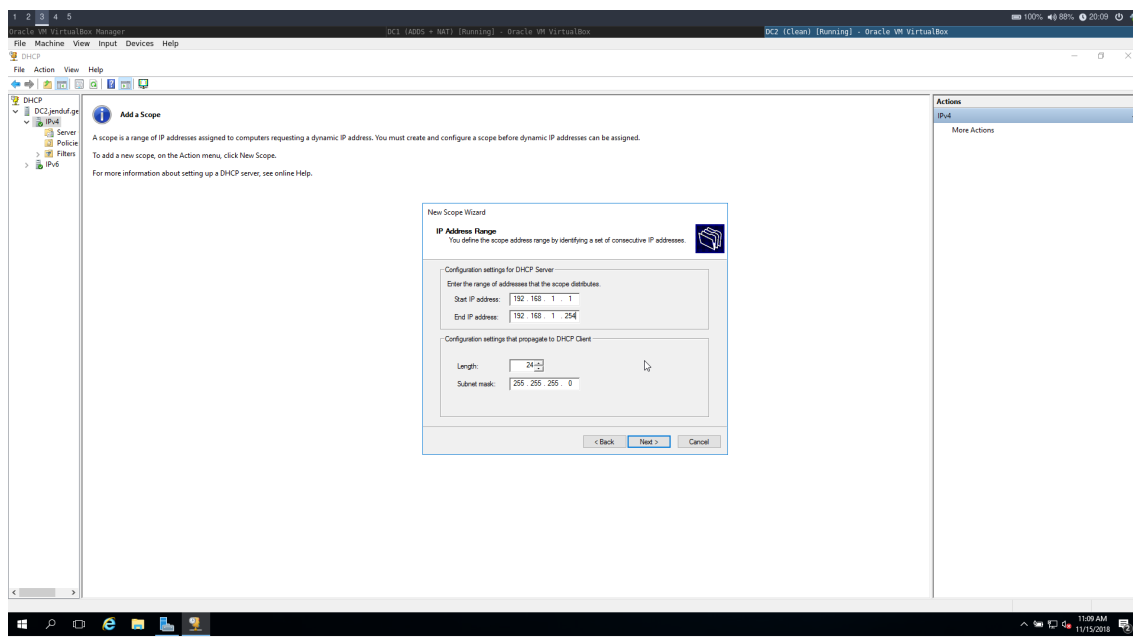 1 2 3 4 5
100% 88% 20:09
Oracle VM VirtualBox Manager
DC1 (ADDS + NAT) [Running] - Oracle VM VirtualBox
DC2 (Clean) [Running] - Oracle VM VirtualBox
File Machine View Input Devices Help
DHCP
File Action View Help
DHCP
DC2.jenduf.ge
IPv4
Server
Policie
Filters
IPv6
Add a Scope
A scope is a range of IP addresses assigned to computers requesting a dynamic IP address. You must create and configure a scope before dynamic IP addresses can be assigned.
To add a new scope, on the Action menu, click New Scope.
For more information about setting up a DHCP server, see online Help.
New Scope Wizard
IP Address Range
You define the scope address range by identifying a set of consecutive IP addresses.
Configuration settings for DHCP Server
Enter the range of addresses that the scope distributes.
Start IP address: 192 . 168 . 1 . 1
End IP address: 192 . 168 . 1 . 254
Configuration settings that propagate to DHCP Client
Length: 24
Subnet mask: 255 . 255 . 255 . 0
< Back Next > Cancel
Actions
IPv4
More Actions
11:09 AM
11/15/2018
2